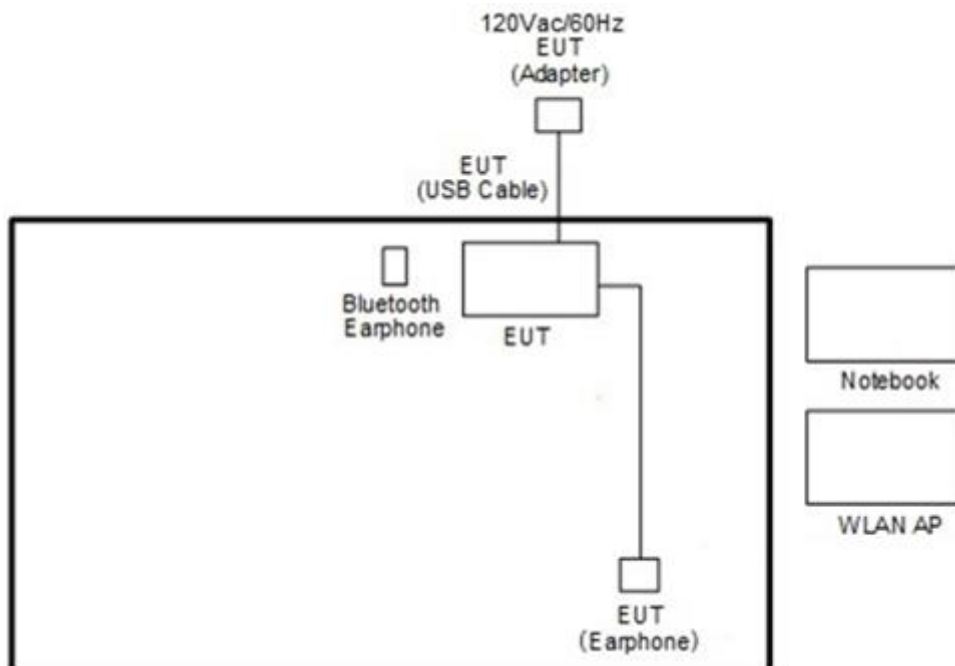 120Vac/60Hz
EUT
(Adapter)
EUT
(USB Cable)
Bluetooth
Earphone
EUT
Notebook
WLAN AP
EUT
(Earphone)